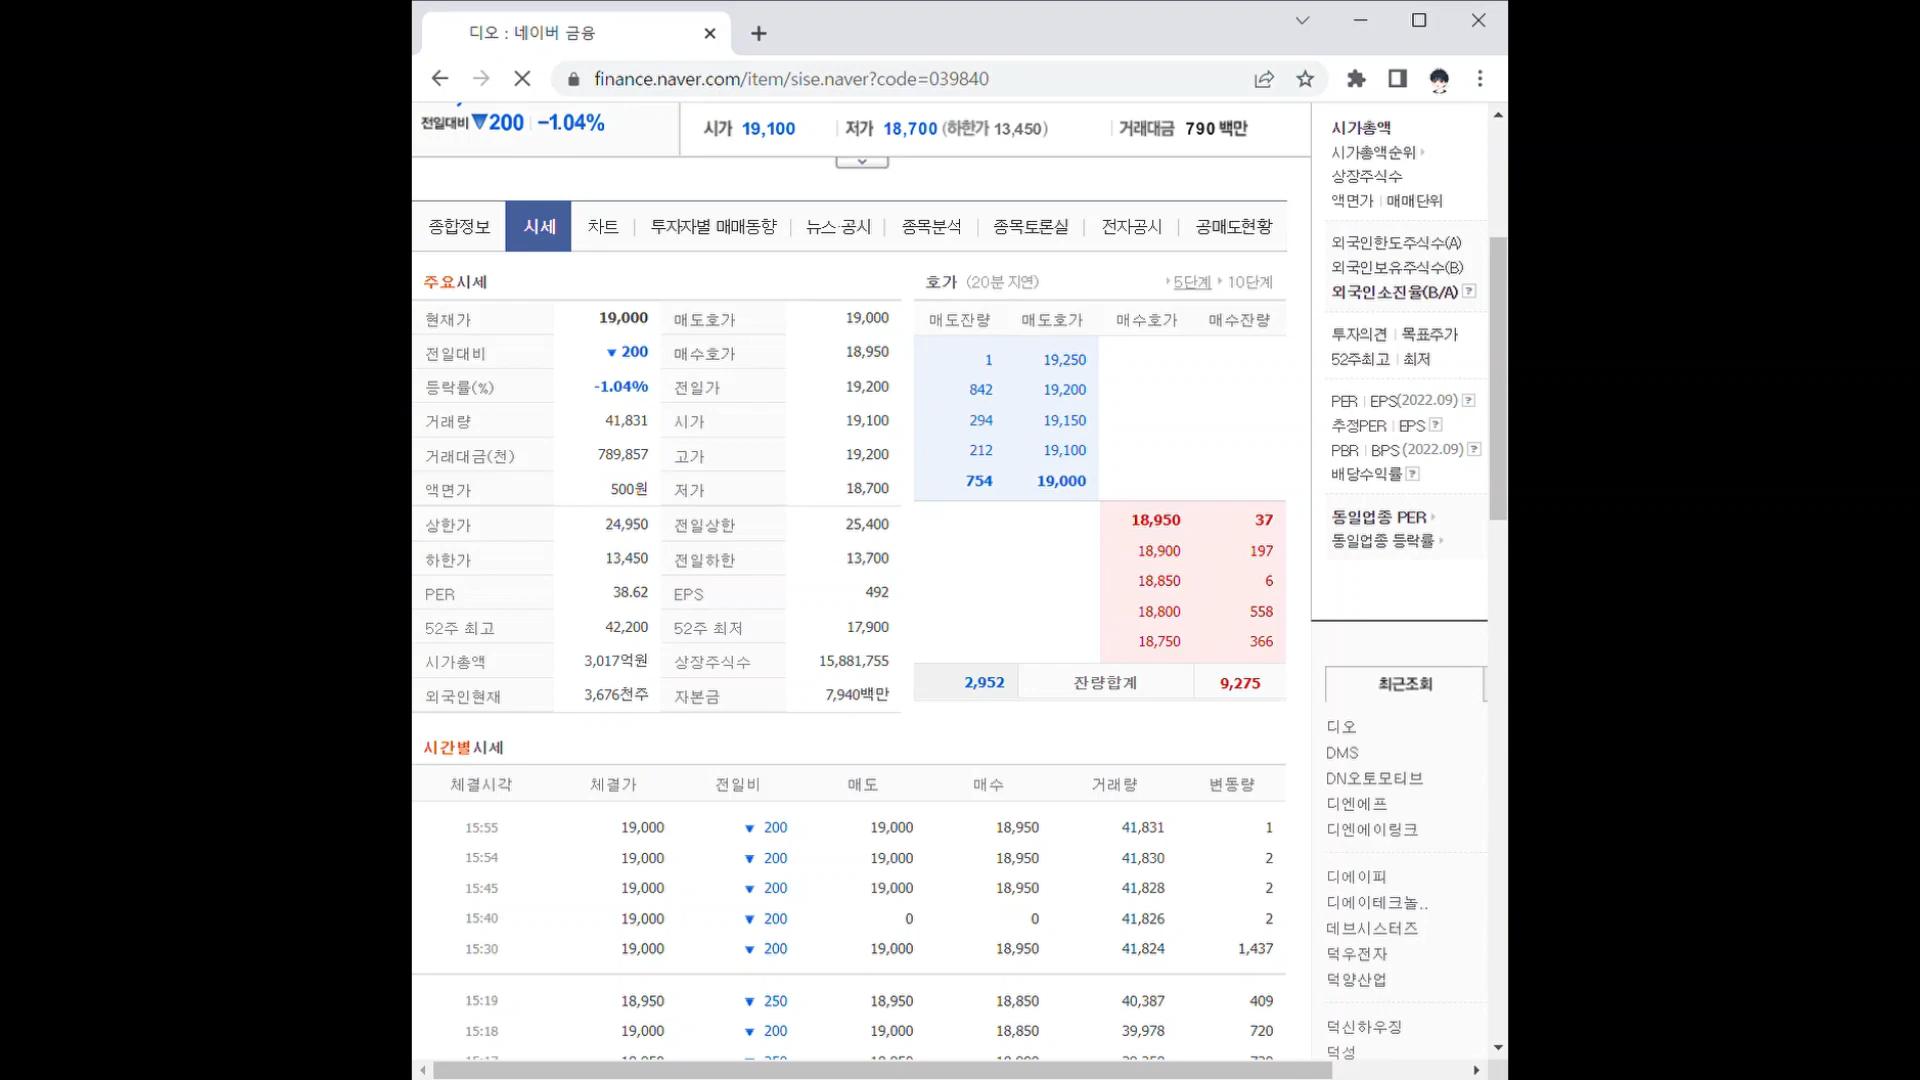 디오 : 네이버 금융
finance.naver.com/item/sise.naver?code=039840
전일대비 ▼200 -1.04%
시가 19,100 저가 18,700 (하한가 13,450) 거래대금 790 백만
종합정보 시세 차트 투자자별 매매동향 뉴스·공시 종목분석 종목토론실 전자공시 공매도현황
주요시세
현재가 19,000 매도호가 19,000
전일대비 ▼ 200 매수호가 18,950
등락률(%) -1.04% 전일가 19,200
거래량 41,831 시가 19,100
거래대금(천) 789,857 고가 19,200
액면가 500원 저가 18,700
상한가 24,950 전일상한 25,400
하한가 13,450 전일하한 13,700
PER 38.62 EPS 492
52주 최고 42,200 52주 최저 17,900
시가총액 3,017억원 상장주식수 15,881,755
외국인현재 3,676천주 자본금 7,940백만
호가 (20분 지연) 5단계 10단계
매도잔량 매도호가 매수호가 매수잔량
1 19,250
842 19,200
294 19,150
212 19,100
754 19,000
18,950 37
18,900 197
18,850 6
18,800 558
18,750 366
2,952 잔량합계 9,275
시간별시세
체결시각 체결가 전일비 매도 매수 거래량 변동량
15:55 19,000 ▼ 200 19,000 18,950 41,831 1
15:54 19,000 ▼ 200 19,000 18,950 41,830 2
15:45 19,000 ▼ 200 19,000 18,950 41,828 2
15:40 19,000 ▼ 200 0 0 41,826 2
15:30 19,000 ▼ 200 19,000 18,950 41,824 1,437
15:19 18,950 ▼ 250 18,950 18,850 40,387 409
15:18 19,000 ▼ 200 19,000 18,850 39,978 720
시가총액
시가총액순위
상장주식수
액면가 | 매매단위
외국인한도주식수(A)
외국인보유주식수(B)
외국인소진율(B/A) ?
투자의견 | 목표주가
52주최고 | 최저
PER | EPS(2022.09) ?
추정PER | EPS ?
PBR | BPS (2022.09) ?
배당수익률 ?
동일업종 PER
동일업종 등락률
최근조회
디오
DMS
DN오토모티브
디엔에프
디엔에이링크
디에이피
디에이테크놀..
데브시스터즈
덕우전자
덕양산업
덕신하우징
덕성